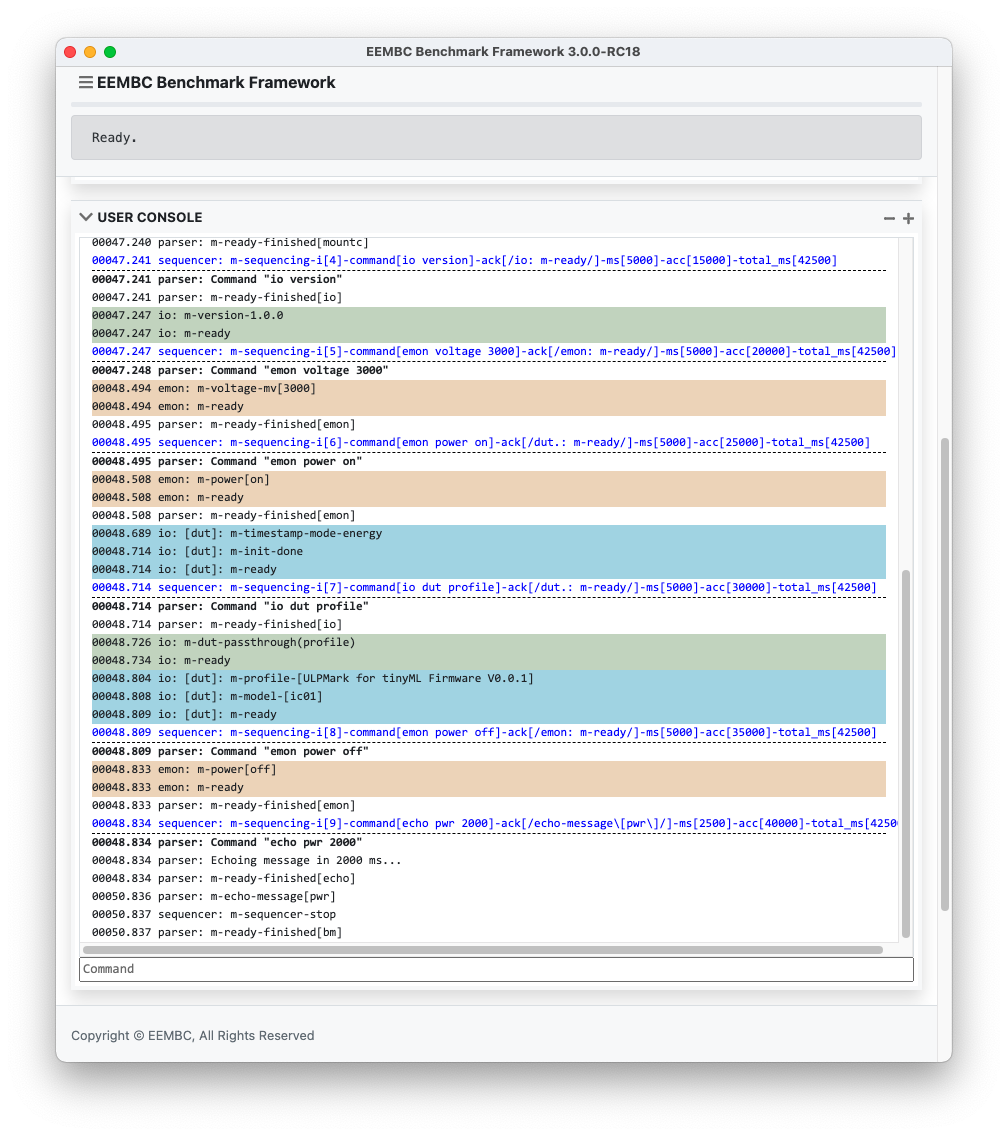 EEMBC Benchmark Framework 3.0.0-RC18
EEMBC Benchmark Framework
Ready.
USER CONSOLE
00047.240 parser: m-ready-finished[mountc]
00047.241 sequencer: m-sequencing-i[4]-command[io version]-ack[/io: m-ready/]-ms[5000]-acc[15000]-total_ms[42500]
00047.241 parser: Command "io version"
00047.241 parser: m-ready-finished[io]
00047.247 io: m-version-1.0.0
00047.247 io: m-ready
00047.247 sequencer: m-sequencing-i[5]-command[emon voltage 3000]-ack[/emon: m-ready/]-ms[5000]-acc[20000]-total_ms[42500]
00047.248 parser: Command "emon voltage 3000"
00048.494 emon: m-voltage-mv[3000]
00048.494 emon: m-ready
00048.495 parser: m-ready-finished[emon]
00048.495 sequencer: m-sequencing-i[6]-command[emon power on]-ack[/dut.: m-ready/]-ms[5000]-acc[25000]-total_ms[42500]
00048.495 parser: Command "emon power on"
00048.508 emon: m-power[on]
00048.508 emon: m-ready
00048.508 parser: m-ready-finished[emon]
00048.689 io: [dut]: m-timestamp-mode-energy
00048.714 io: [dut]: m-init-done
00048.714 io: [dut]: m-ready
00048.714 sequencer: m-sequencing-i[7]-command[io dut profile]-ack[/dut.: m-ready/]-ms[5000]-acc[30000]-total_ms[42500]
00048.714 parser: Command "io dut profile"
00048.714 parser: m-ready-finished[io]
00048.726 io: m-dut-passthrough(profile)
00048.734 io: m-ready
00048.804 io: [dut]: m-profile-[ULPMark for tinyML Firmware V0.0.1]
00048.808 io: [dut]: m-model-[ic01]
00048.809 io: [dut]: m-ready
00048.809 sequencer: m-sequencing-i[8]-command[emon power off]-ack[/emon: m-ready/]-ms[5000]-acc[35000]-total_ms[42500]
00048.809 parser: Command "emon power off"
00048.833 emon: m-power[off]
00048.833 emon: m-ready
00048.833 parser: m-ready-finished[emon]
00048.834 sequencer: m-sequencing-i[9]-command[echo pwr 2000]-ack[/echo-message\[pwr\]/]-ms[2500]-acc[40000]-total_ms[4250
00048.834 parser: Command "echo pwr 2000"
00048.834 parser: Echoing message in 2000 ms...
00048.834 parser: m-ready-finished[echo]
00050.836 parser: m-echo-message[pwr]
00050.837 sequencer: m-sequencer-stop
00050.837 parser: m-ready-finished[bm]
Command
Copyright © EEMBC, All Rights Reserved